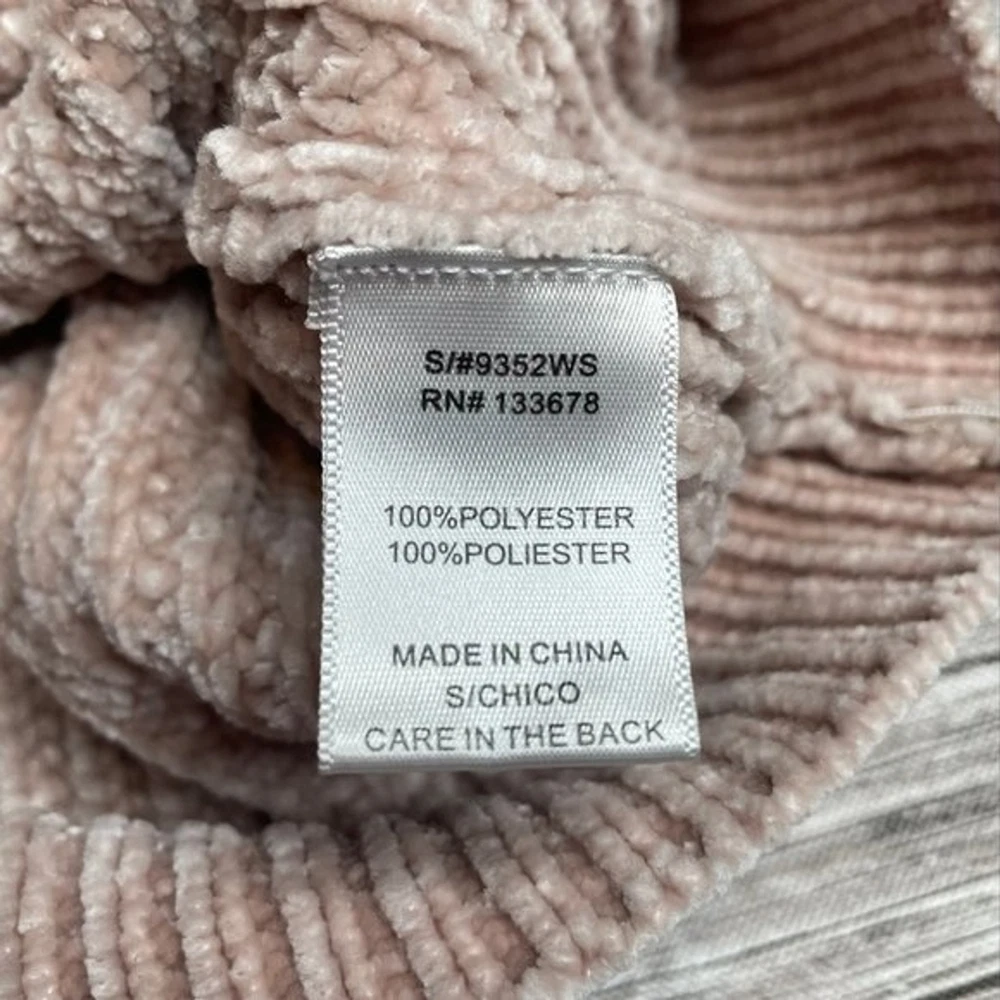 S/#9352WS
RN# 133678
100%POLYESTER
100%POLIESTER
MADE IN CHINA
S/CHICO
CARE IN THE BACK